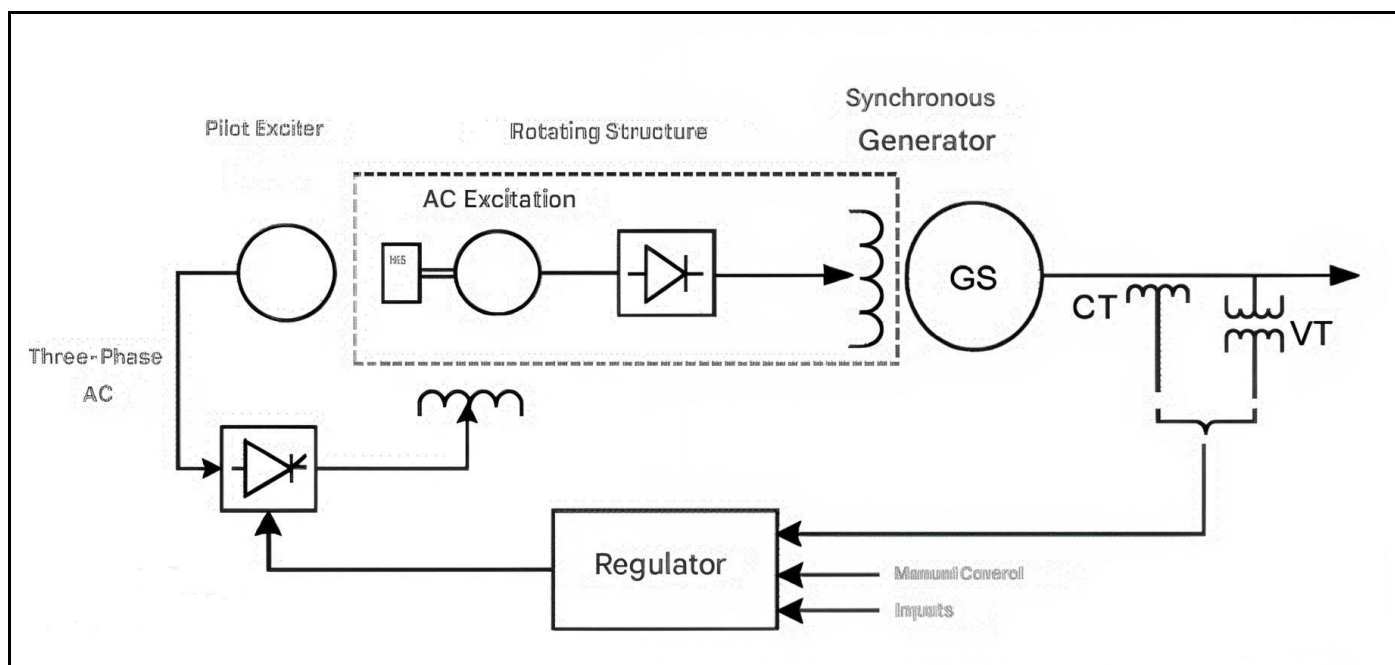 Synchronous
Generator
Pilot Exciter
Rotating Structure
AC Excitation
GS
CT
VT
Three-Phase
AC
Regulator